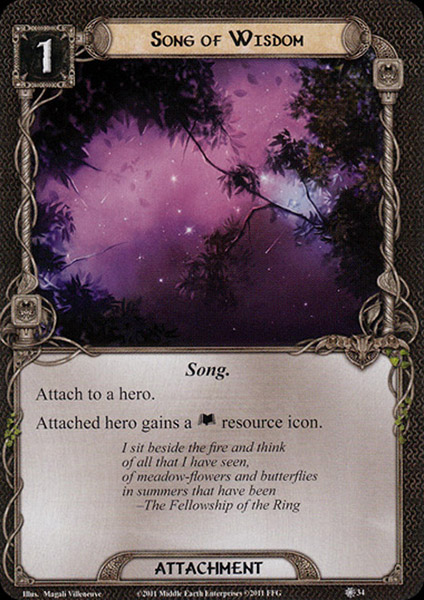 1
Song of Wisdom
Song.
Attach to a hero.
Attached hero gains a resource icon.
I sit beside the fire and think
of all that I have seen,
of meadow-flowers and butterflies
in summers that have been
–The Fellowship of the Ring
ATTACHMENT
Illus. Magali Villeneuve ©2011 Middle Earth Enterprises ©2011 FFG 34